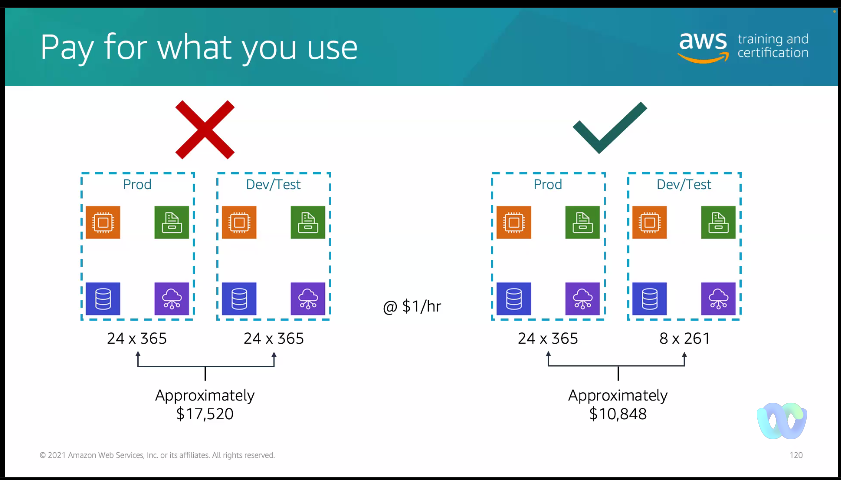 Pay for what you use
aws
training and
certification
Prod
Dev/Test
Prod
Dev/Test
@ $1/hr
24 x 365
24 x 365
24 x 365
8 x 261
Approximately
$17,520
Approximately
$10,848
© 2021 Amazon Web Services, Inc. or its affiliates. All rights reserved.
120